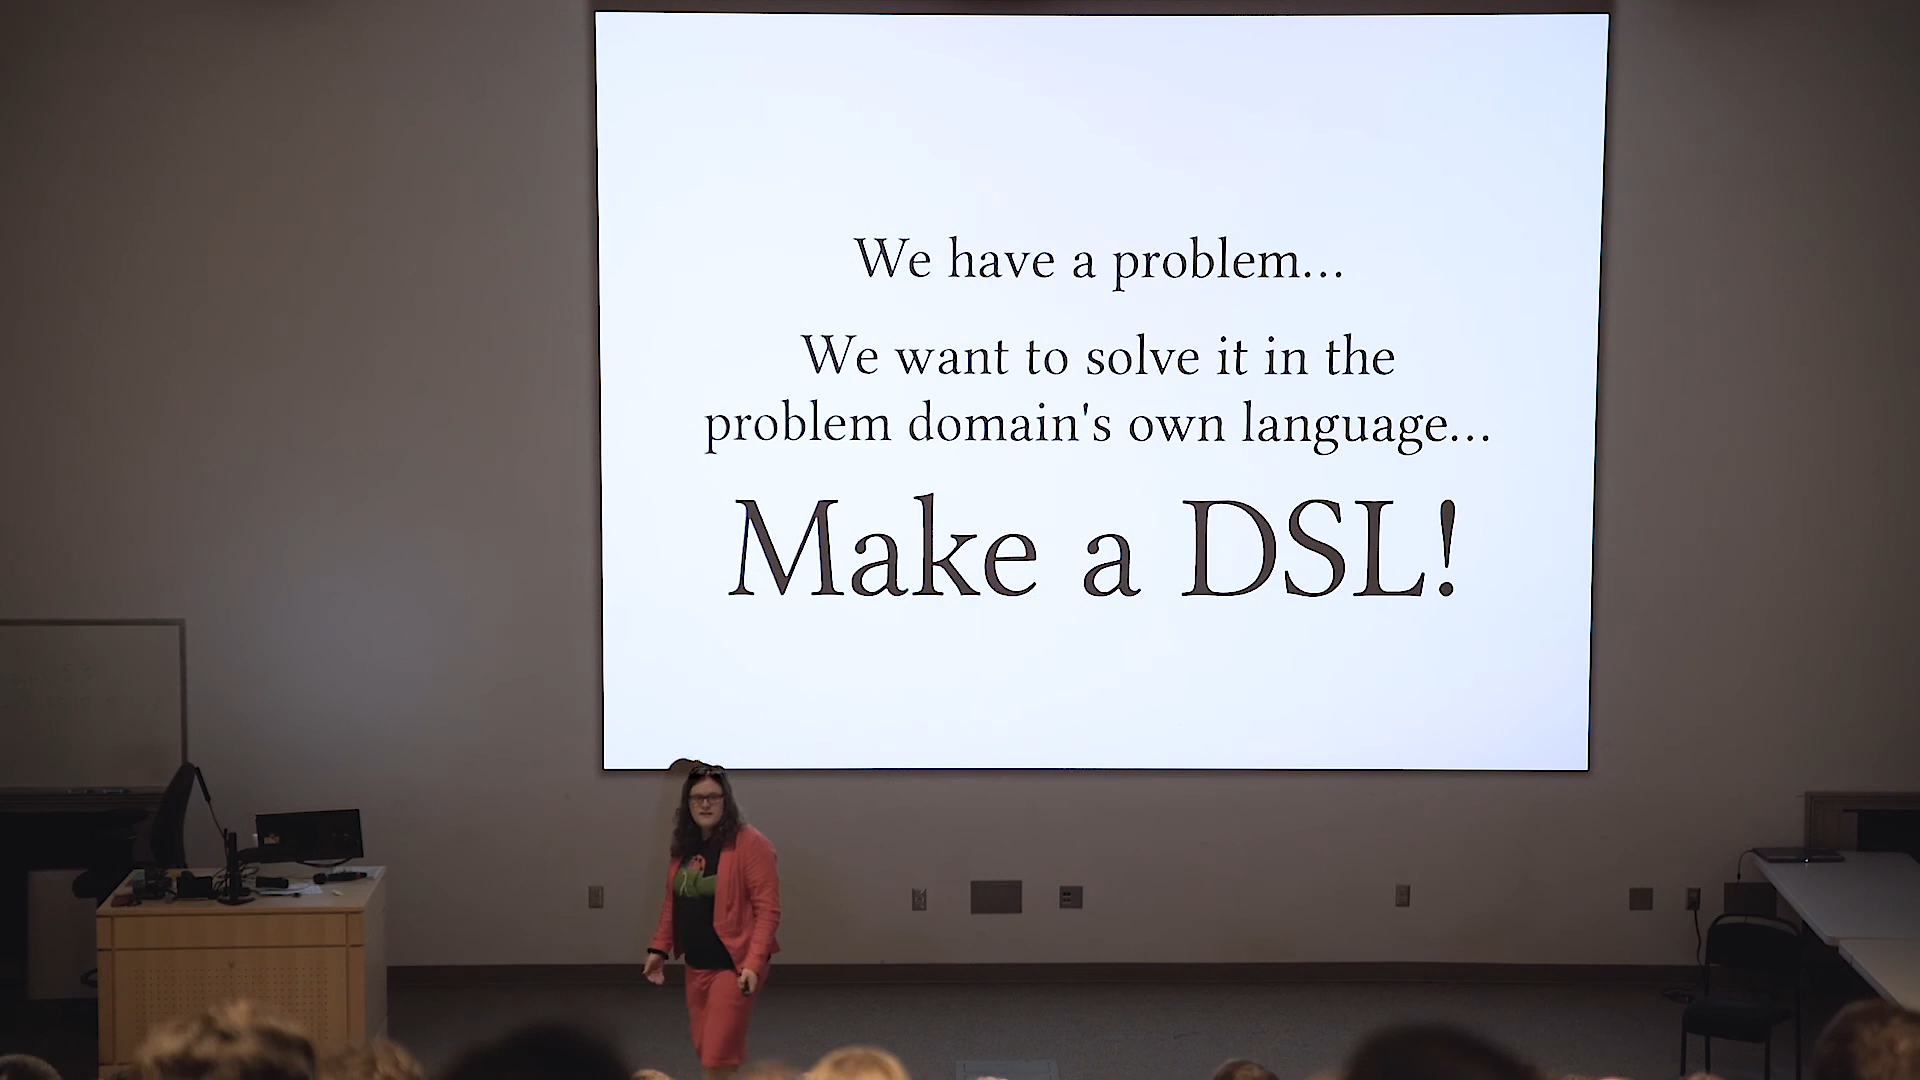 We have a problem...
We want to solve it in the
problem domain's own language...
Make a DSL!